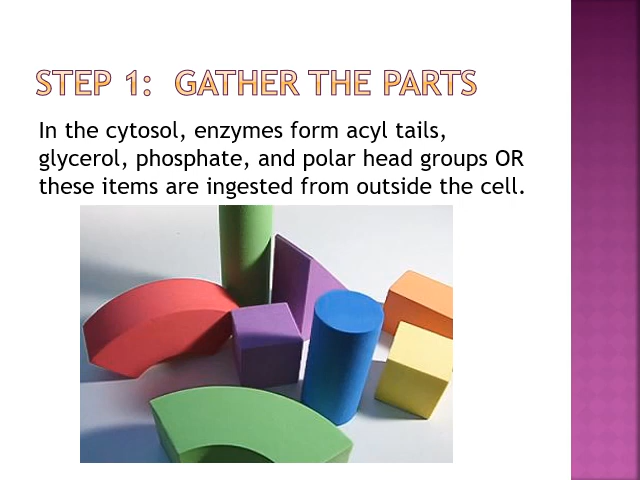 STEP 1:  GATHER THE PARTS
In the cytosol, enzymes form acyl tails,
glycerol, phosphate, and polar head groups OR
these items are ingested from outside the cell.